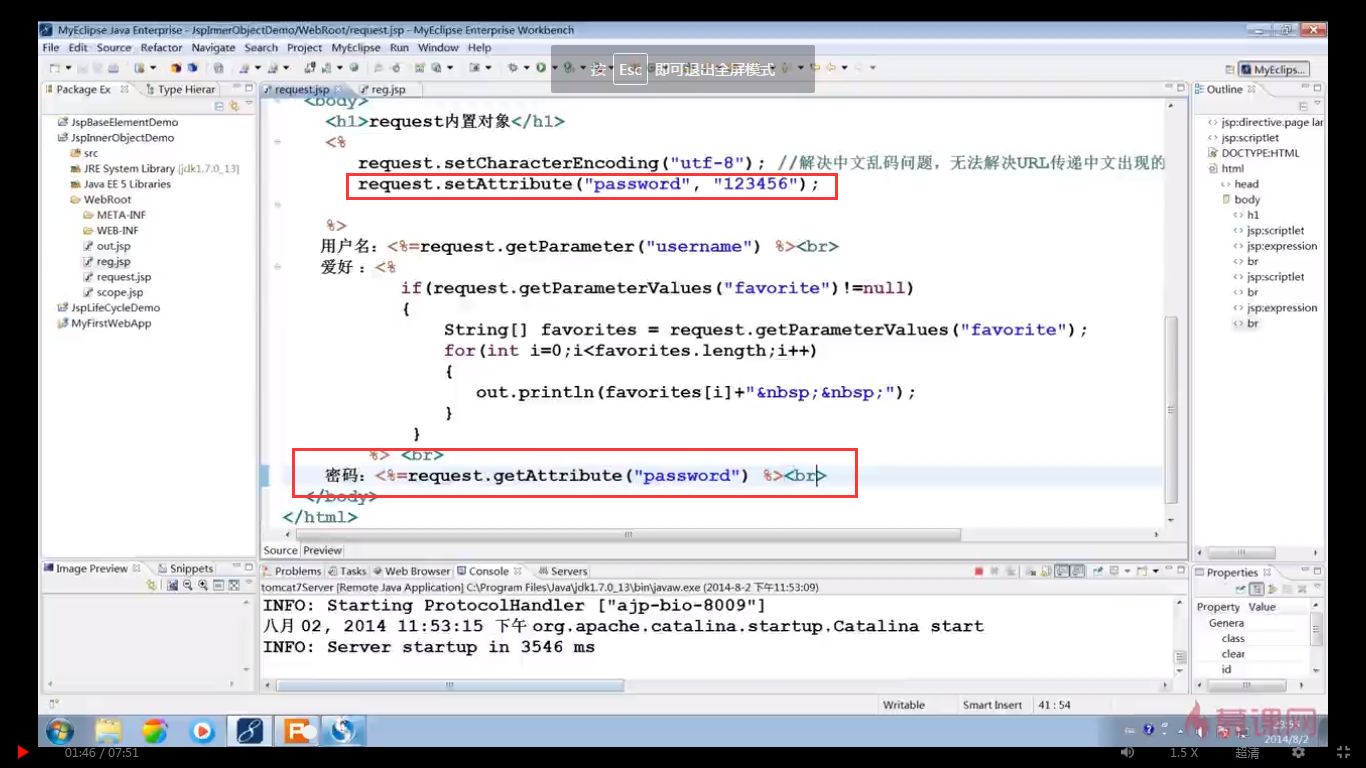 MyEclipse Java Enterprise - JspInnerObjectDemo/WebRoot/request.jsp - MyEclipse Enterprise Workbench
File Edit Source Refactor Navigate Search Project MyEclipse Run Window Help
按 Esc 即可退出全屏模式
MyEclips...
Package Ex
Type Hierar
request.jsp
reg.jsp
Outline
JspBaseElementDemo
JspInnerObjectDemo
src
JRE System Library [jdk1.7.0_13]
Java EE 5 Libraries
WebRoot
META-INF
WEB-INF
out.jsp
reg.jsp
request.jsp
scope.jsp
JspLifeCycleDemo
MyFirstWebApp
<body>
<h1>request内置对象</h1>
<%
request.setCharacterEncoding("utf-8"); //解决中文乱码问题，无法解决URL传递中文出现的
request.setAttribute("password", "123456");
%>
用户名：<%=request.getParameter("username") %><br>
爱好 ：<%
if(request.getParameterValues("favorite")!=null)
{
String[] favorites = request.getParameterValues("favorite");
for(int i=0;i<favorites.length;i++)
{
out.println(favorites[i]+"&nbsp;&nbsp;");
}
}
%> <br>
密码：<%=request.getAttribute("password") %><br>
</body>
</html>
Source Preview
jsp:directive.page lar
jsp:scriptlet
DOCTYPE:HTML
html
head
body
h1
jsp:scriptlet
jsp:expression
br
jsp:scriptlet
br
jsp:expression
br
Image Preview
Snippets
Problems Tasks Web Browser Console Servers
tomcat7Server [Remote Java Application] C:\Program Files\Java\jdk1.7.0_13\bin\javaw.exe (2014-8-2 下午11:53:09)
INFO: Starting ProtocolHandler ["ajp-bio-8009"]
八月 02, 2014 11:53:15 下午 org.apache.catalina.startup.Catalina start
INFO: Server startup in 3546 ms
Properties
Property Value
Genera
class
clear
id
Writable
Smart Insert
41 : 54
慕课网
2014/8/2
01:46 / 07:51
1.5 X
超清